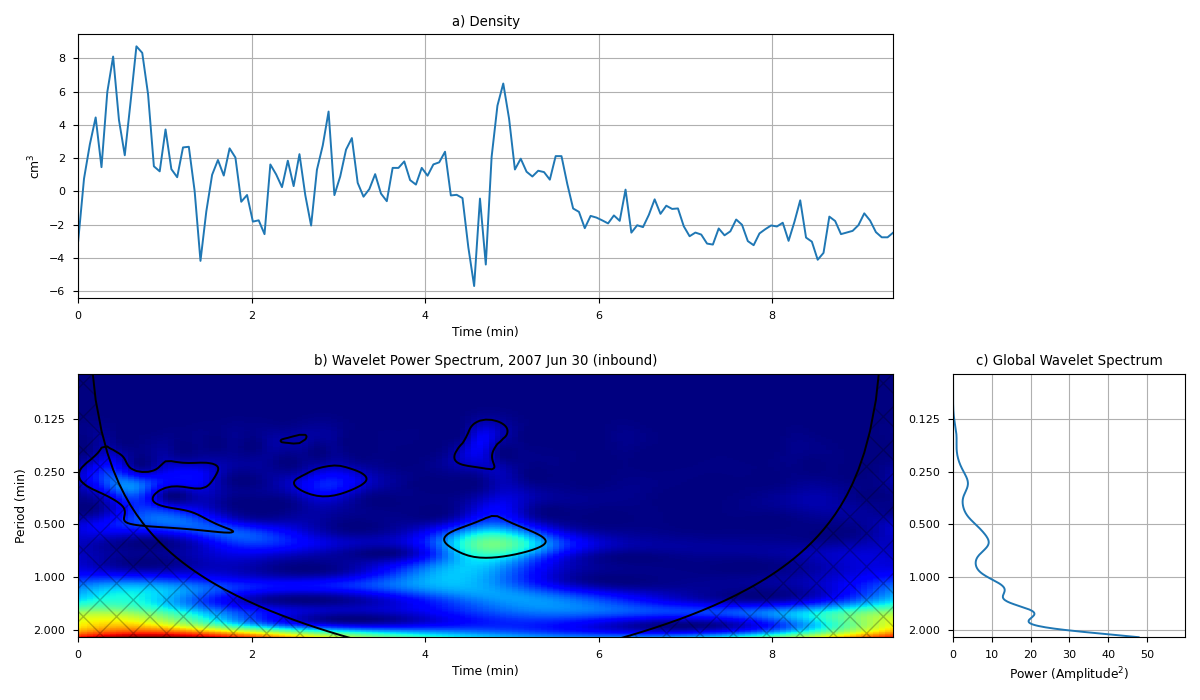 a) Density
cm³
8
6
4
2
0
−2
−4
−6
0 2 4 6 8
Time (min)
b) Wavelet Power Spectrum, 2007 Jun 30 (inbound)
Period (min)
0.125
0.250
0.500
1.000
2.000
0 2 4 6 8
Time (min)
c) Global Wavelet Spectrum
0.125
0.250
0.500
1.000
2.000
0 10 20 30 40 50
Power (Amplitude²)